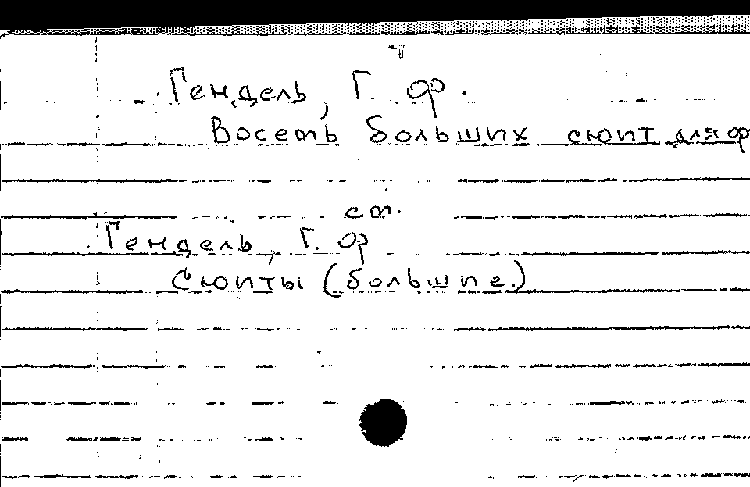 Гендель, Г. Ф.
Восемь больших сюит для ф
см.
Гендель, Г. Ф
Сюиты (большие.)